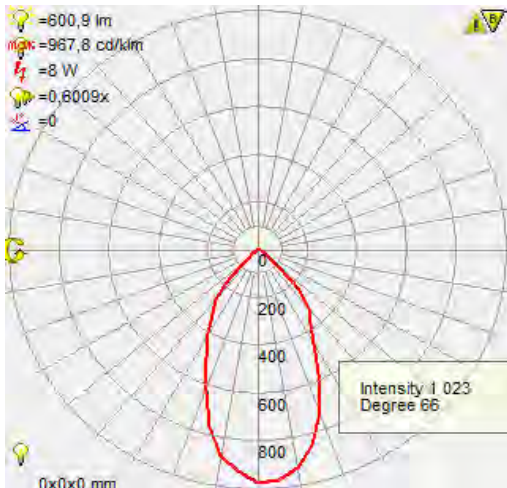 =600,9 lm
max =967,8 cd/klm
=8 W
=0,6009x
=0
G
0
200
400
600
800
Intensity 1 023
Degree 66
0x0x0 mm